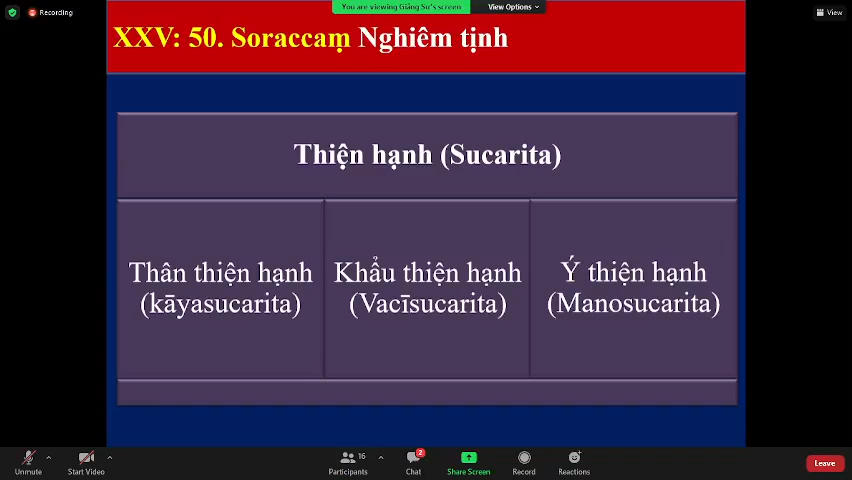 You are viewing Giảng Sư's screen
View Options
Recording
View
XXV: 50. Soraccaṃ Nghiêm tịnh
Thiện hạnh (Sucarita)
Thân thiện hạnh
(kāyasucarita)
Khẩu thiện hạnh
(Vacīsucarita)
Ý thiện hạnh
(Manosucarita)
Unmute
Start Video
16
Participants
2
Chat
Share Screen
Record
Reactions
Leave